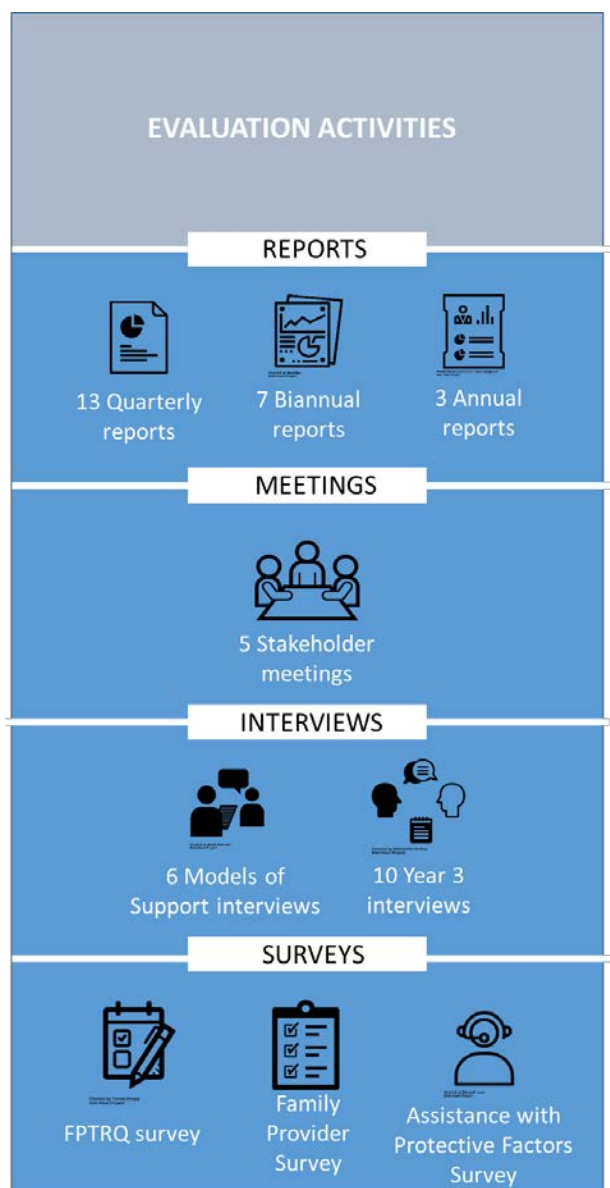 EVALUATION ACTIVITIES
REPORTS
13 Quarterly
reports
7 Biannual
reports
3 Annual
reports
MEETINGS
5 Stakeholder
meetings
INTERVIEWS
6 Models of
Support interviews
10 Year 3
interviews
SURVEYS
FPTRQ survey
Family
Provider
Survey
Assistance with
Protective Factors
Survey